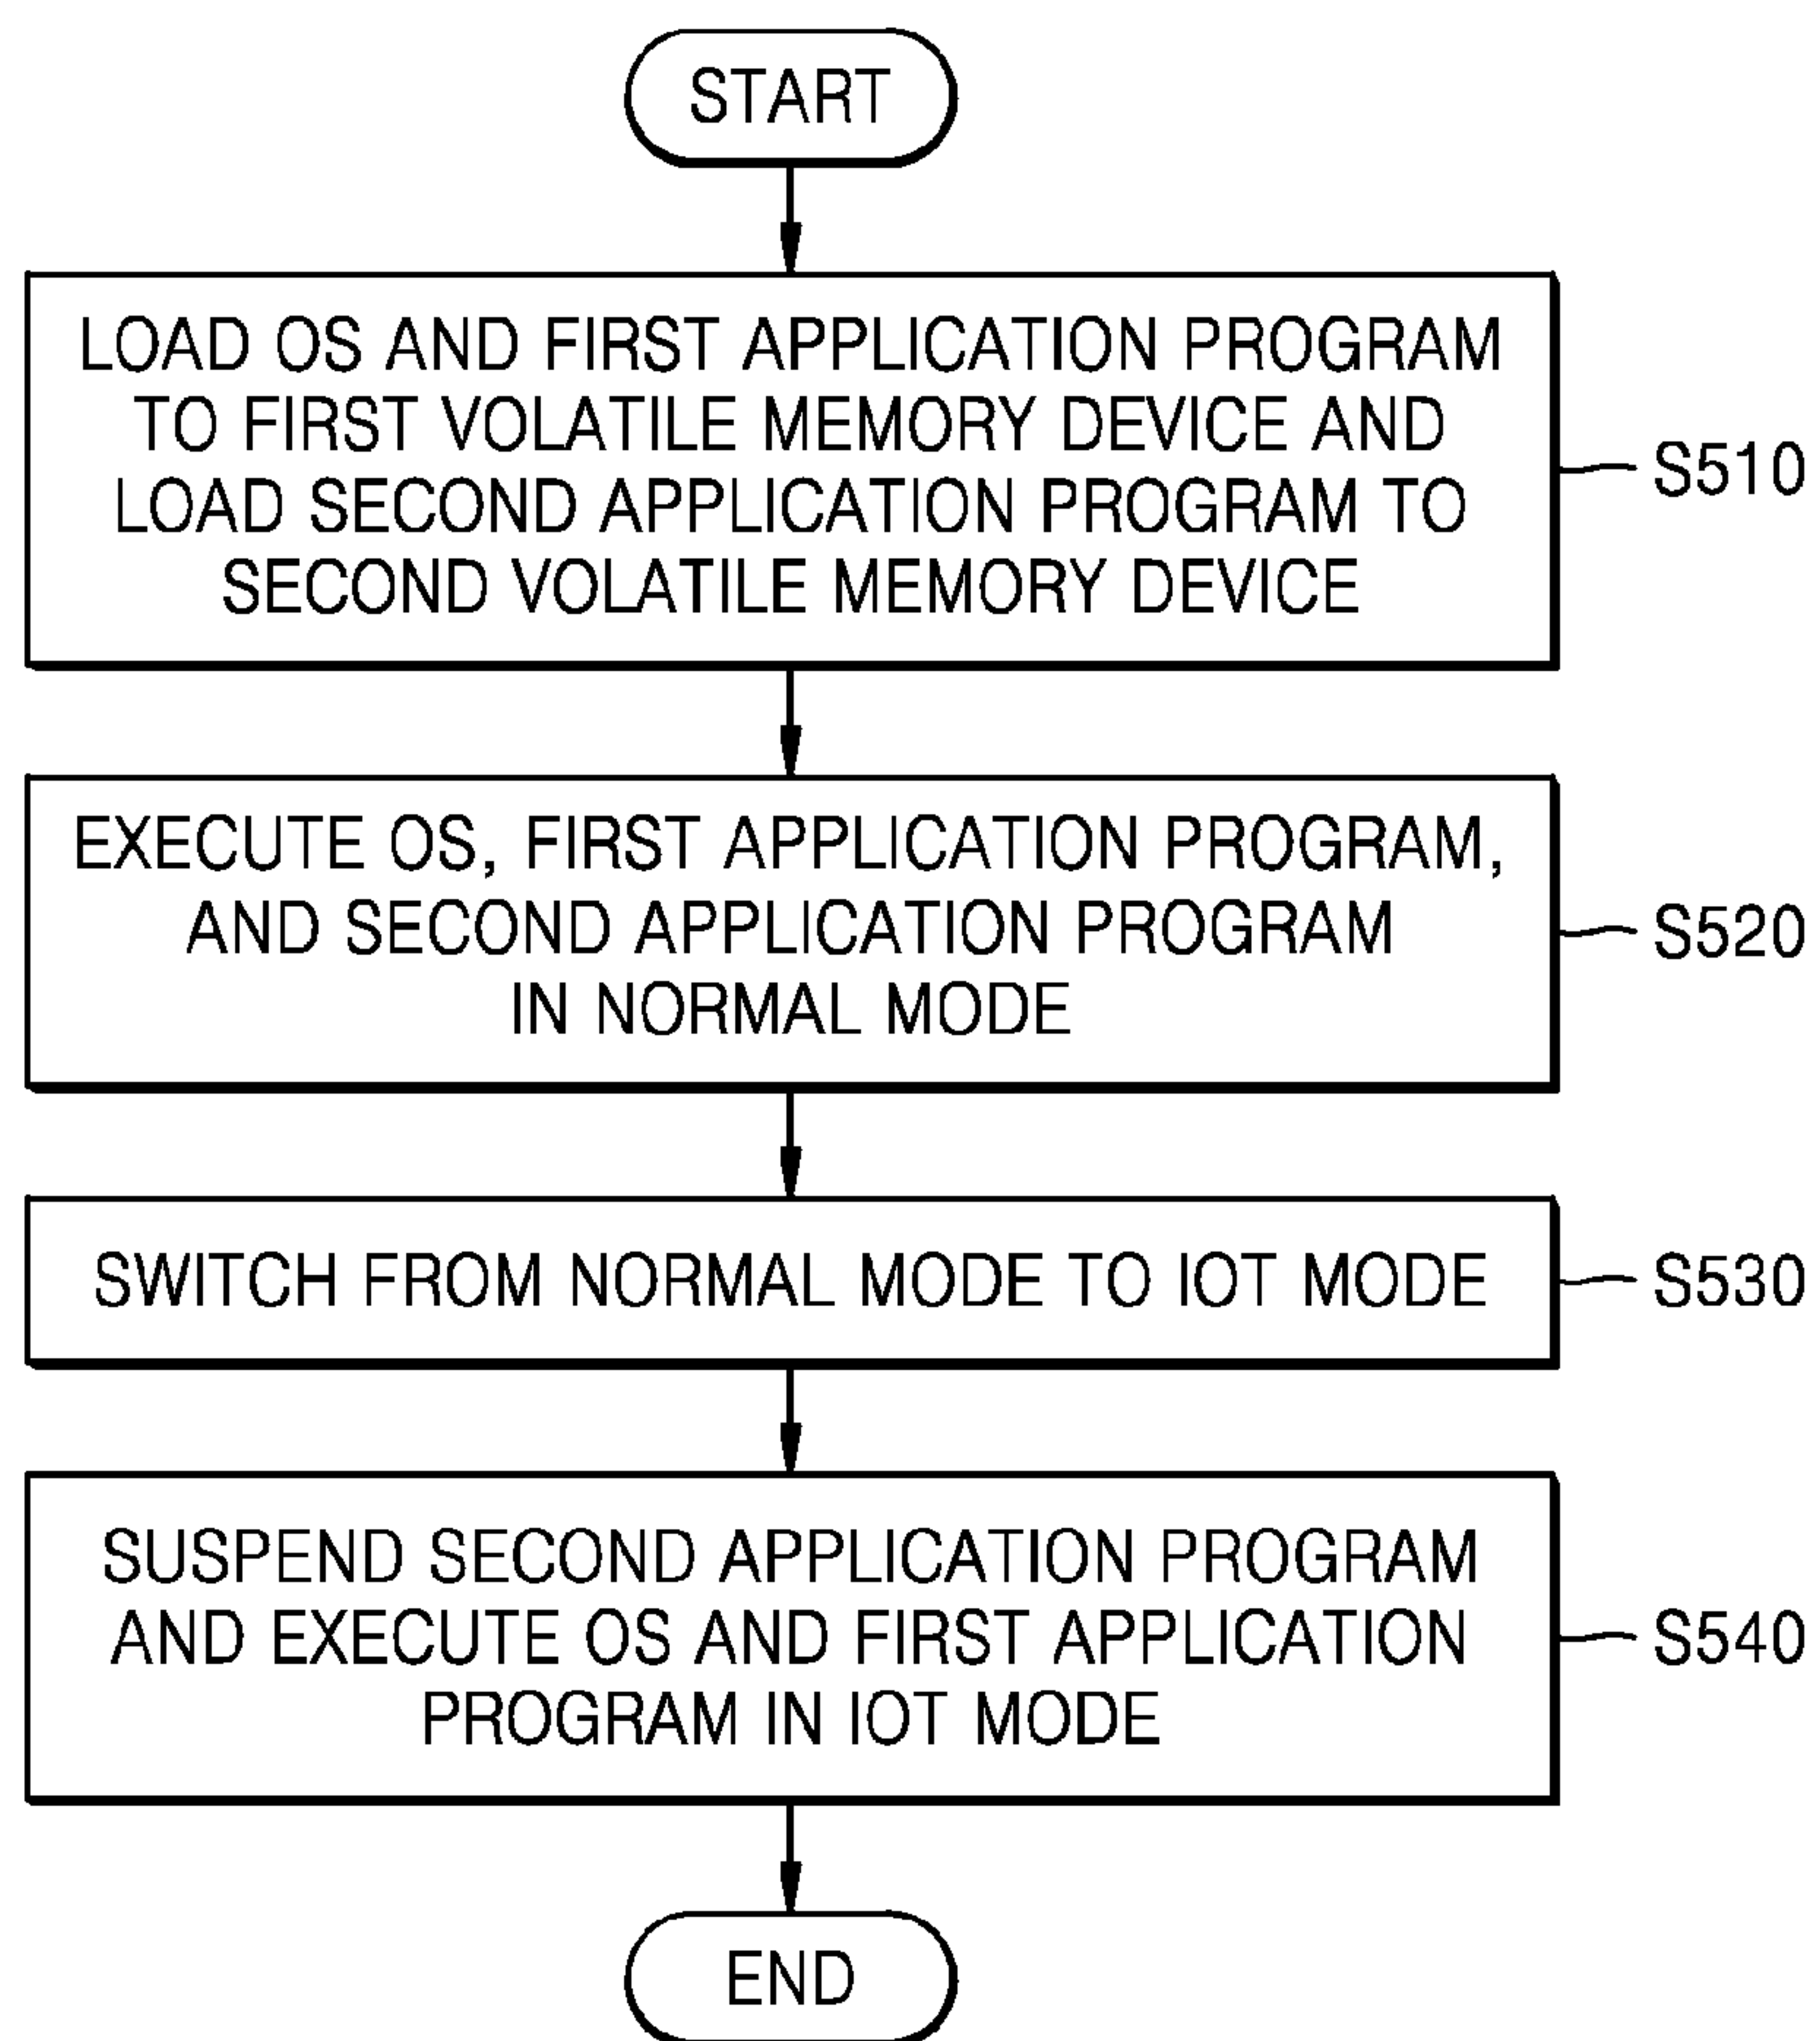 START
LOAD OS AND FIRST APPLICATION PROGRAM
TO FIRST VOLATILE MEMORY DEVICE AND
LOAD SECOND APPLICATION PROGRAM TO
SECOND VOLATILE MEMORY DEVICE
S510
EXECUTE OS, FIRST APPLICATION PROGRAM,
AND SECOND APPLICATION PROGRAM
IN NORMAL MODE
S520
SWITCH FROM NORMAL MODE TO IOT MODE
S530
SUSPEND SECOND APPLICATION PROGRAM
AND EXECUTE OS AND FIRST APPLICATION
PROGRAM IN IOT MODE
S540
END